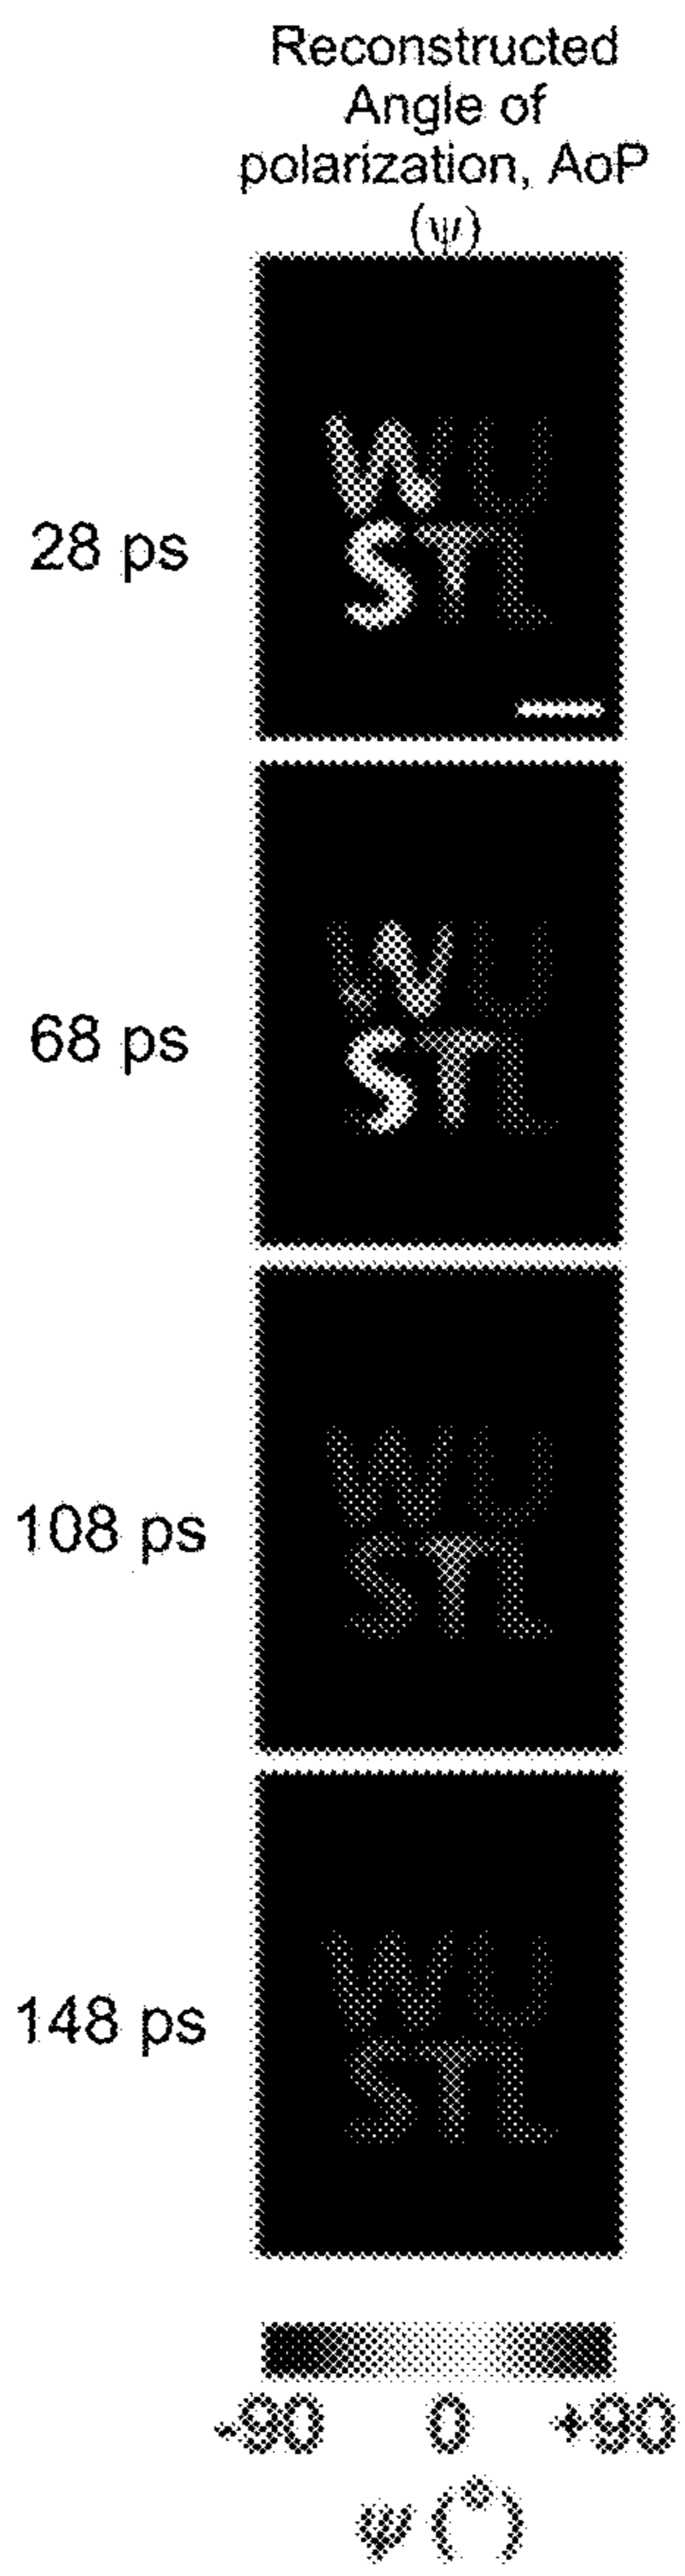 Reconstructed
Angle of
polarization, AoP
(ψ)
28 ps
WU
STL
68 ps
WU
STL
108 ps
WU
STL
148 ps
WU
STL
-90 0 +90
ψ (°)